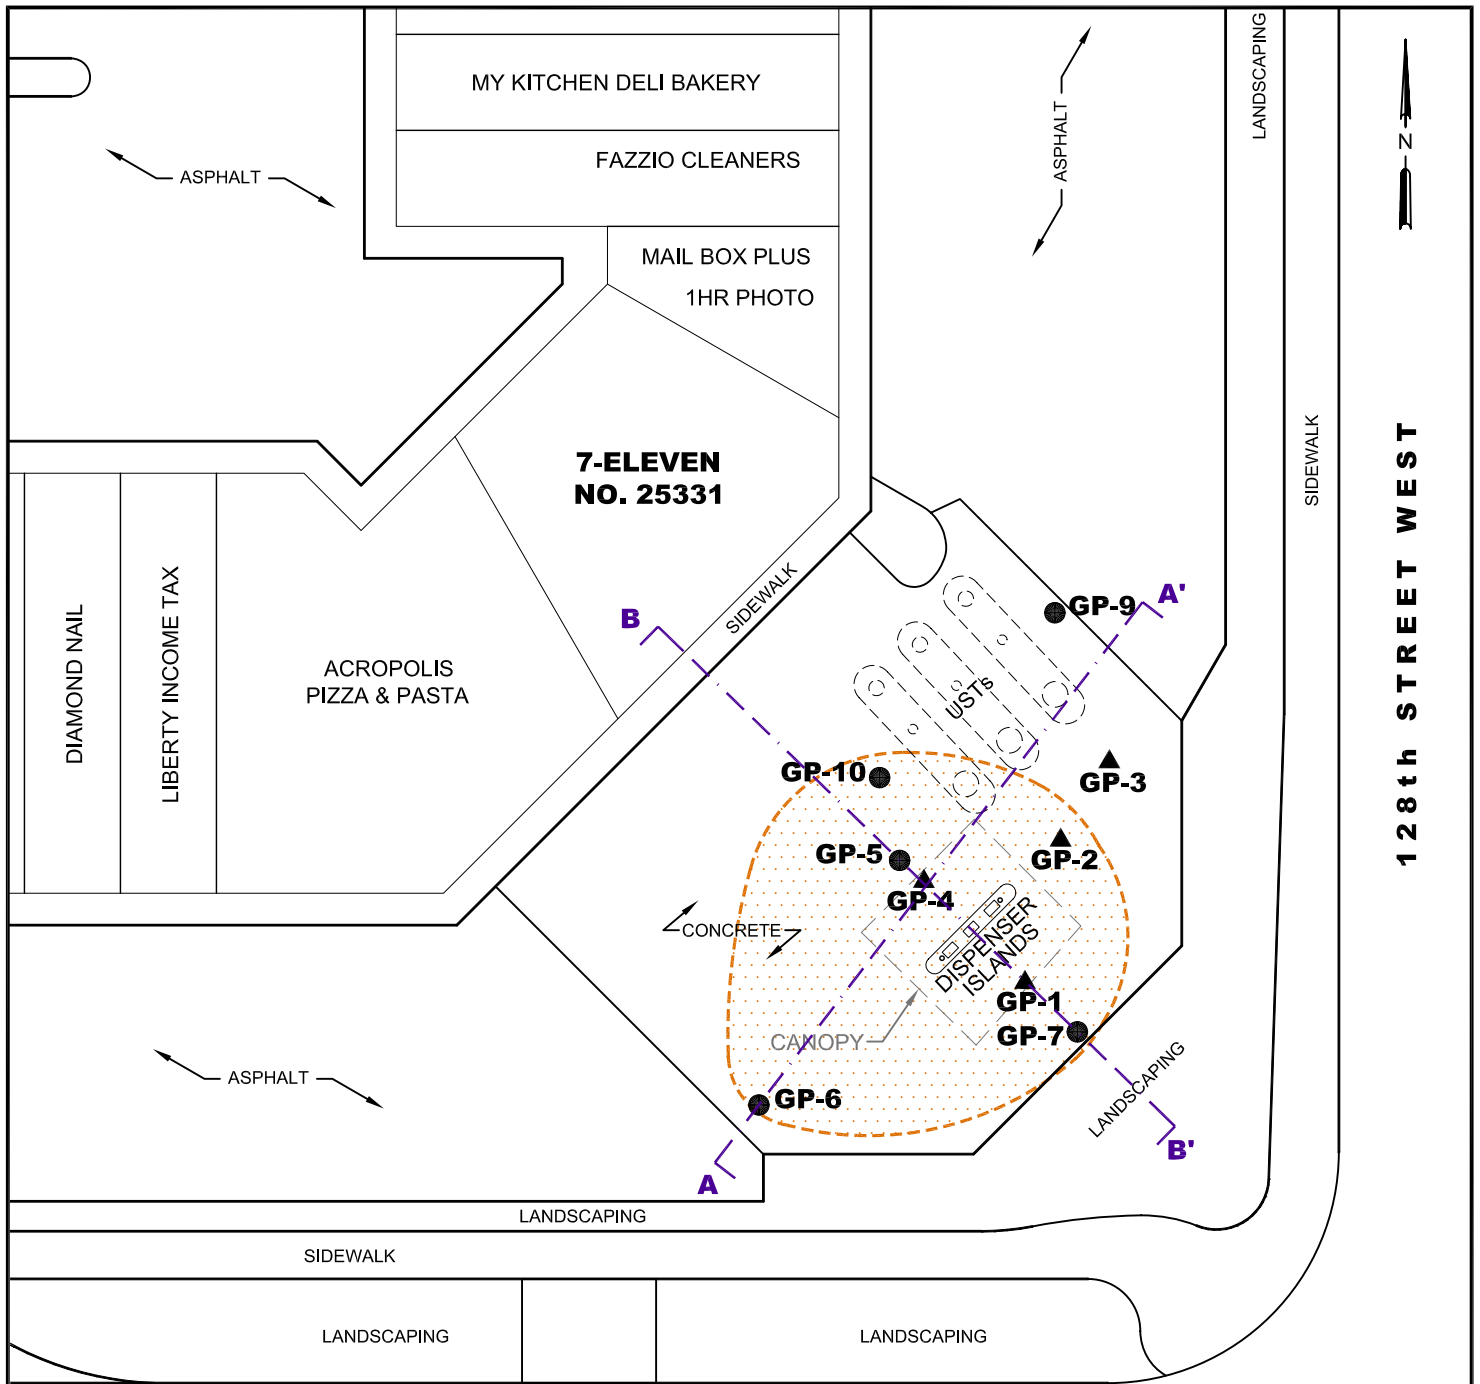 MY KITCHEN DELI BAKERY
FAZZIO CLEANERS
MAIL BOX PLUS
1HR PHOTO
ASPHALT
ASPHALT
LANDSCAPING
N
7-ELEVEN
NO. 25331
SIDEWALK
SIDEWALK
128th STREET WEST
DIAMOND NAIL
LIBERTY INCOME TAX
ACROPOLIS
PIZZA & PASTA
B
A'
GP-9
USTs
GP-3
GP-10
GP-2
GP-5
GP-4
CONCRETE
DISPENSER
ISLANDS
GP-1
GP-7
CANOPY
GP-6
ASPHALT
LANDSCAPING
B'
A
LANDSCAPING
SIDEWALK
LANDSCAPING
LANDSCAPING